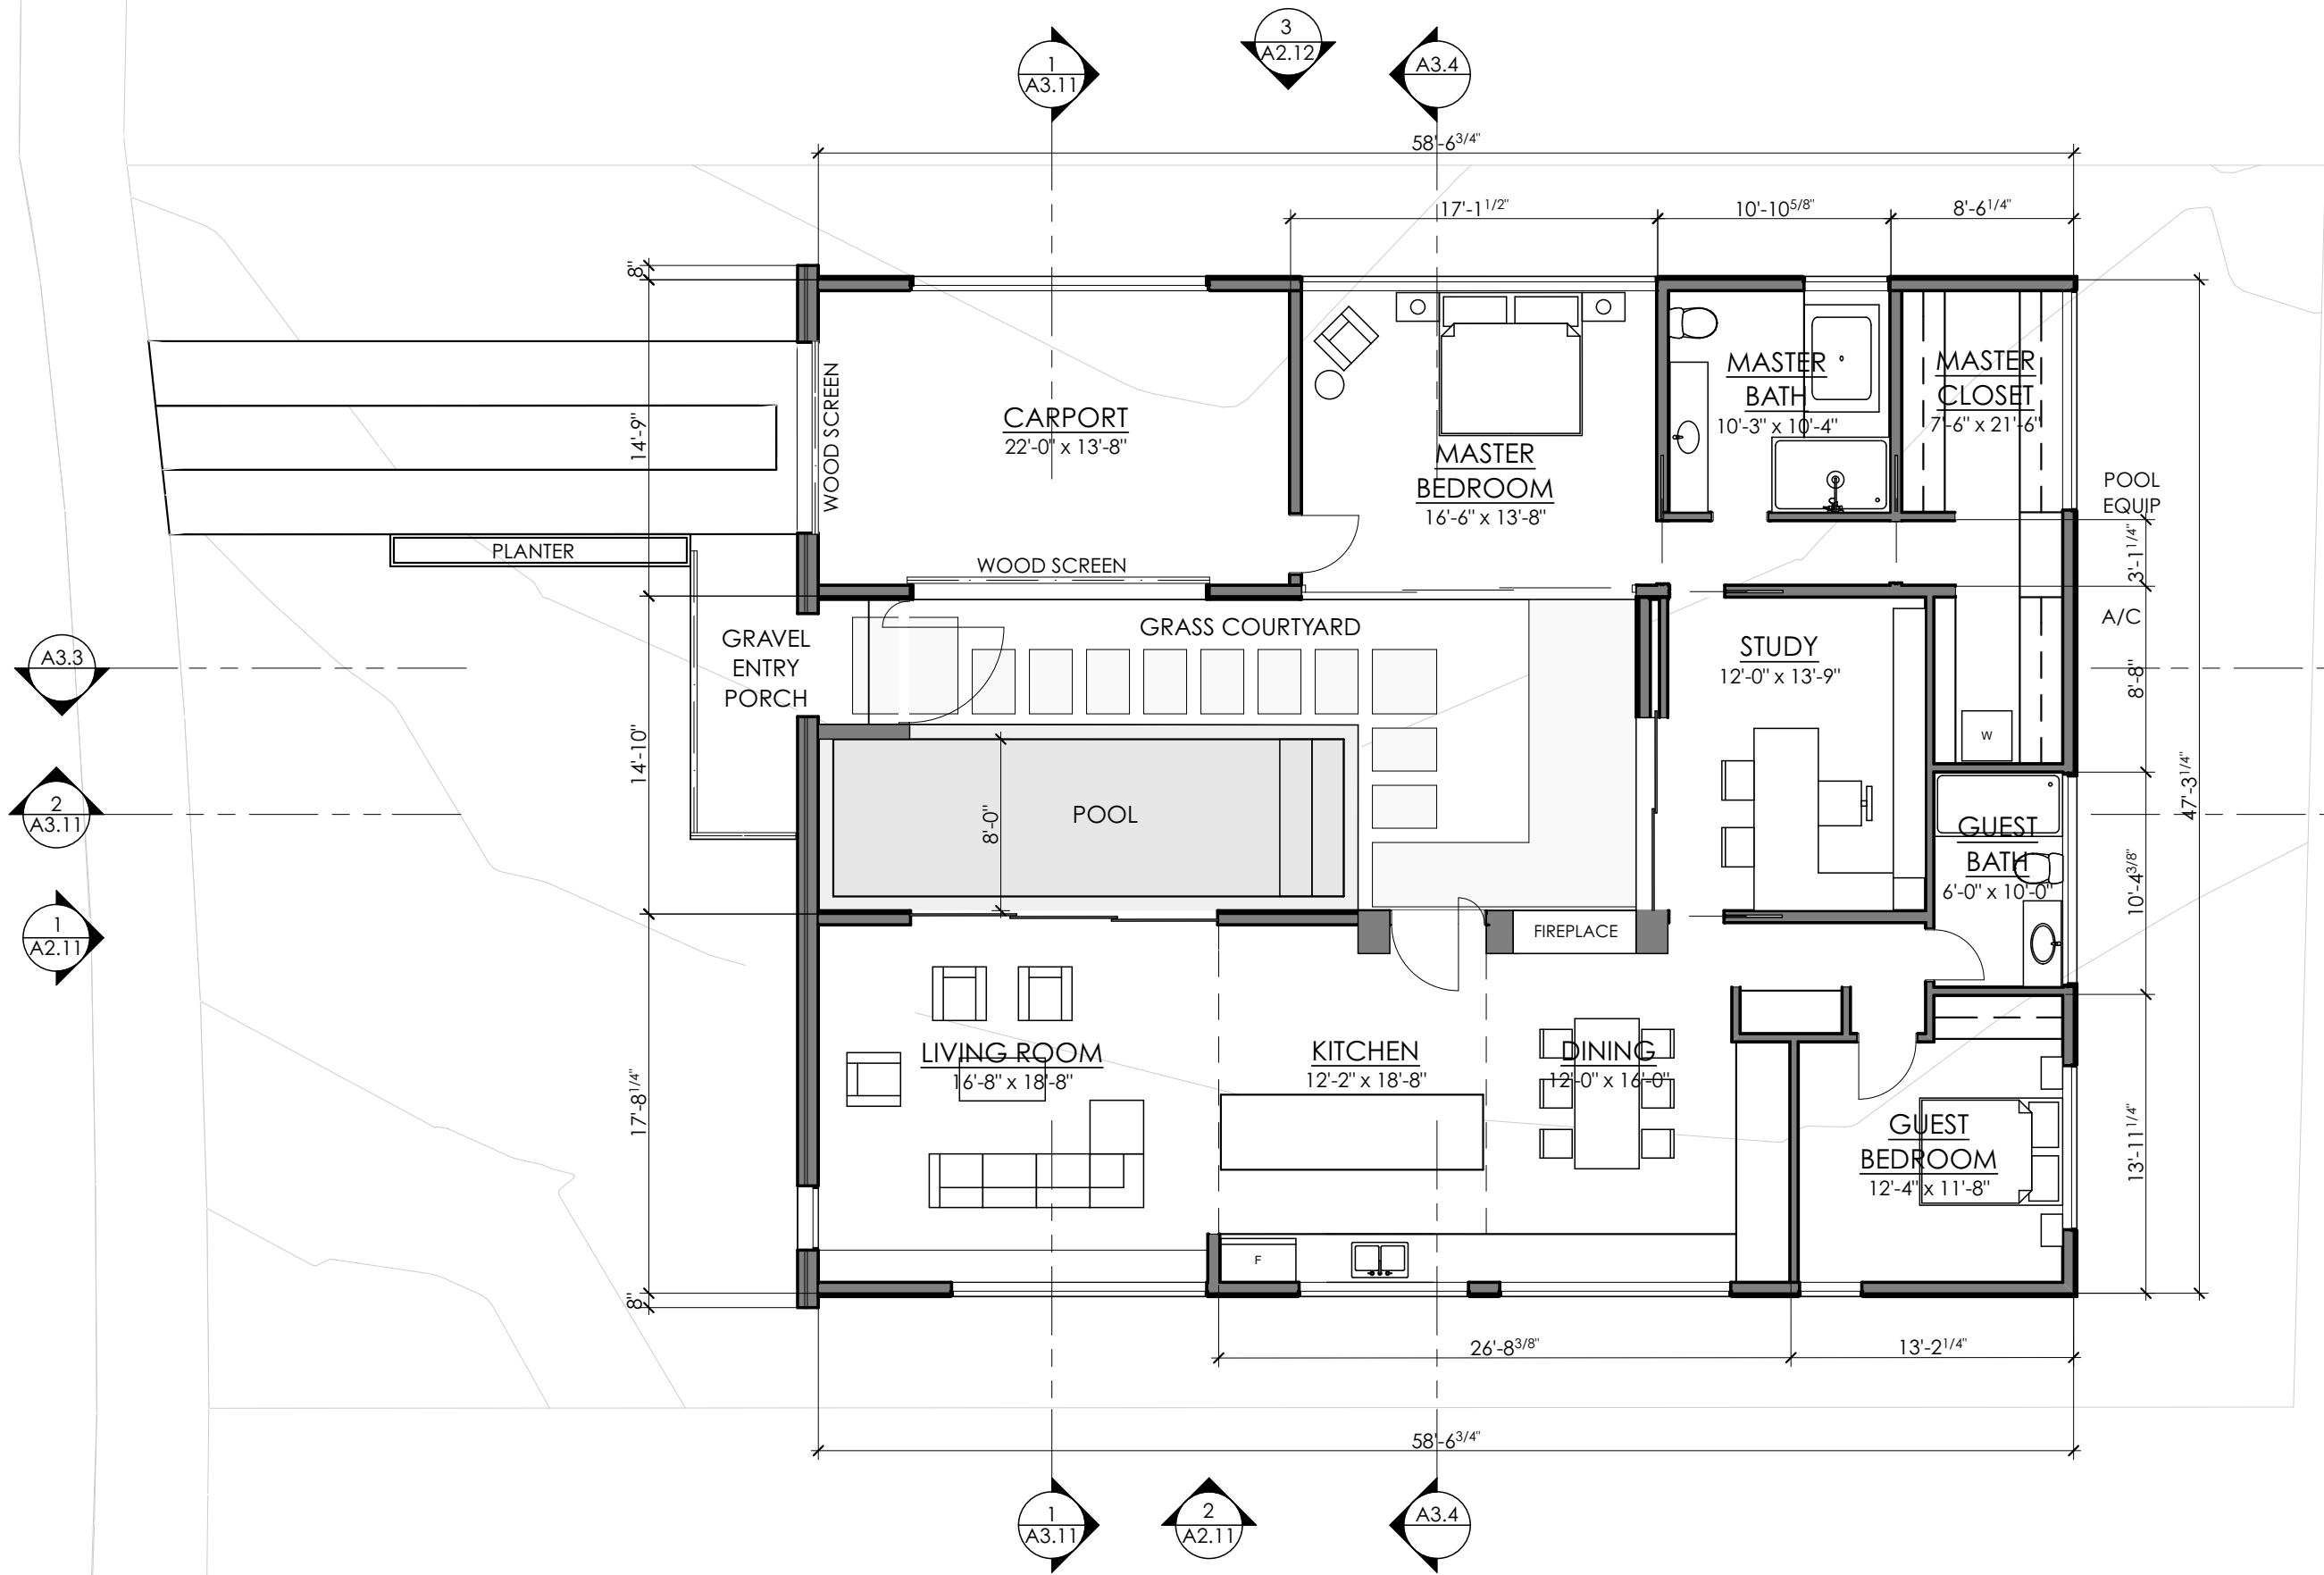 3
A2.12
1
A3.11
A3.4
58'-6 3/4"
17'-1 1/2"
10'-10 5/8"
8'-6 1/4"
8"
14'-9"
WOOD SCREEN
CARPORT
22'-0" x 13'-8"
MASTER
BEDROOM
16'-6" x 13'-8"
MASTER
BATH
10'-3" x 10'-4"
MASTER
CLOSET
7'-6" x 21'-6"
POOL
EQUIP
3'-1 1/4"
PLANTER
WOOD SCREEN
A/C
8'-8"
GRAVEL
ENTRY
PORCH
GRASS COURTYARD
STUDY
12'-0" x 13'-9"
A3.3
W
14'-10"
47'-3 1/4"
2
A3.11
8'-0"
POOL
GUEST
BATH
6'-0" x 10'-0"
10'-4 3/8"
1
A2.11
FIREPLACE
LIVING ROOM
16'-8" x 18'-8"
KITCHEN
12'-2" x 18'-8"
DINING
12'-0" x 16'-0"
17'-8 1/4"
GUEST
BEDROOM
12'-4" x 11'-8"
13'-11 1/4"
F
8"
26'-8 3/8"
13'-2 1/4"
58'-6 3/4"
1
A3.11
2
A2.11
A3.4